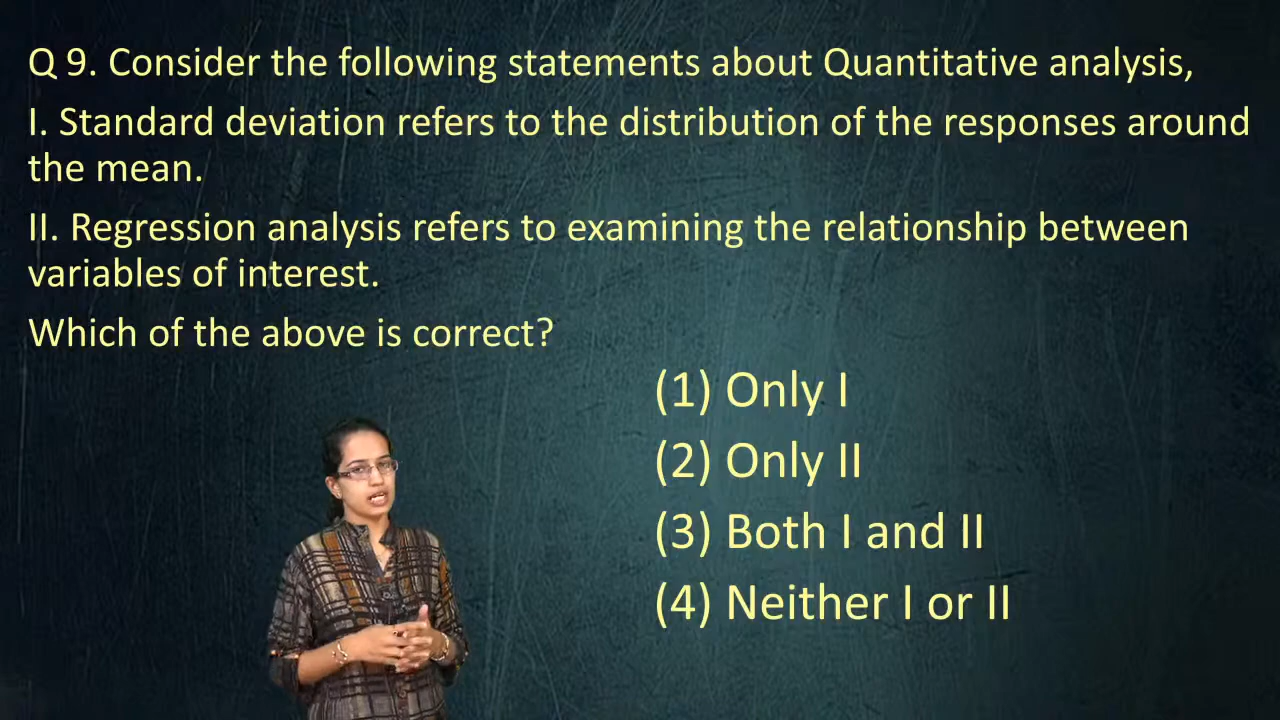 Q 9. Consider the following statements about Quantitative analysis,
I. Standard deviation refers to the distribution of the responses around
the mean.
II. Regression analysis refers to examining the relationship between
variables of interest.
Which of the above is correct?
(1) Only I
(2) Only II
(3) Both I and II
(4) Neither I or II